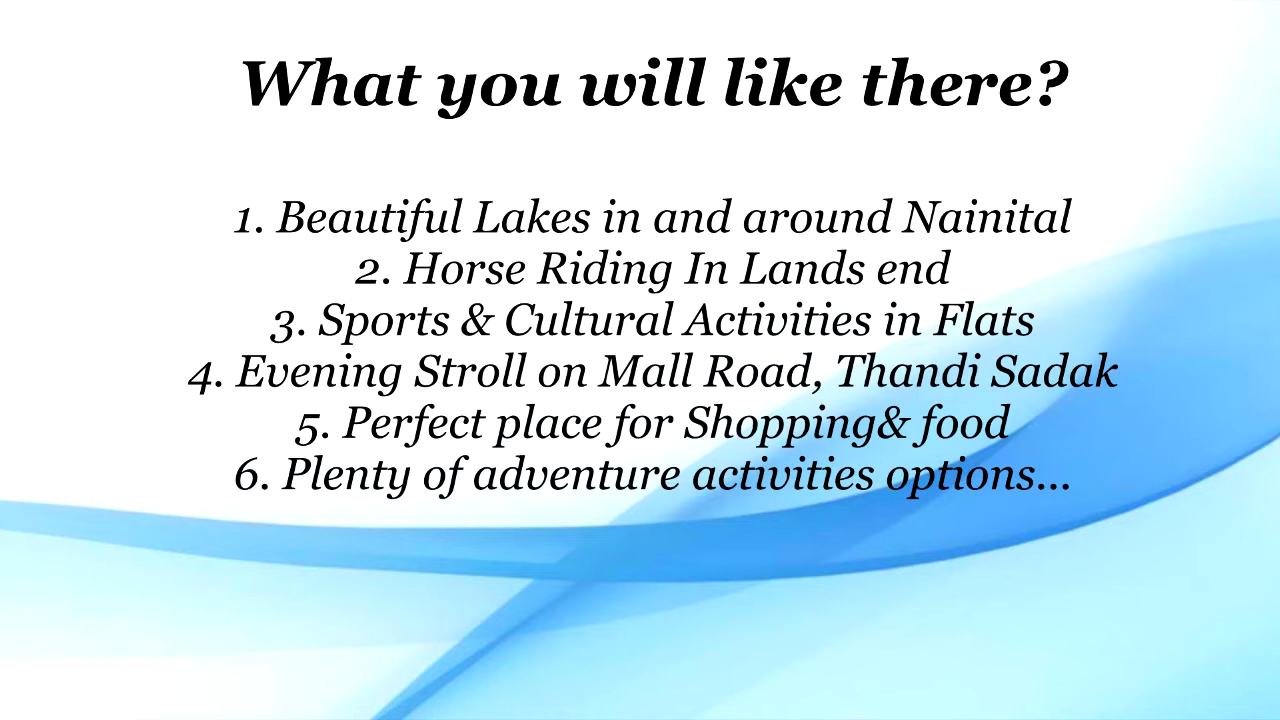 What you will like there?
1. Beautiful Lakes in and around Nainital
2. Horse Riding In Lands end
3. Sports & Cultural Activities in Flats
4. Evening Stroll on Mall Road, Thandi Sadak
5. Perfect place for Shopping& food
6. Plenty of adventure activities options...